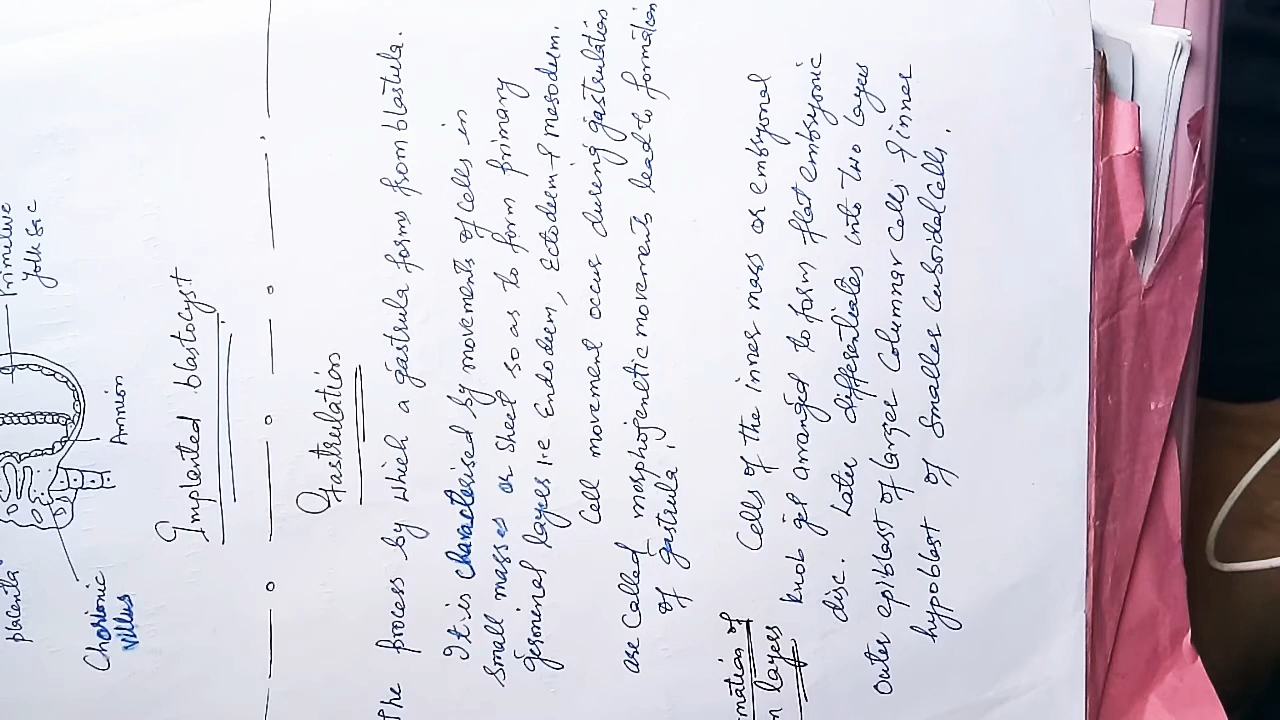 Primitive
Yolk Sac
placenta
Amnion
Chorionic
villus
Implanted blastocyst
Gastrulation
The process by which a gastrula forms from blastula.
It is characterised by movements of cells in
Small masses or sheet so as to form primary
germinal layers i.e Endoderm, Ectoderm & mesoderm.
Cell movement occur during gastrulation
are called morphogenetic movements lead to formation
of gastrula.
mation of
n layers
Cells of the inner mass or embryonal
knob get arranged to form flat embryonic
disc. Later differentiates into two layers
Outer epiblast of larger Columnar cells & inner
hypoblast of Smaller Cuboidal Cells.